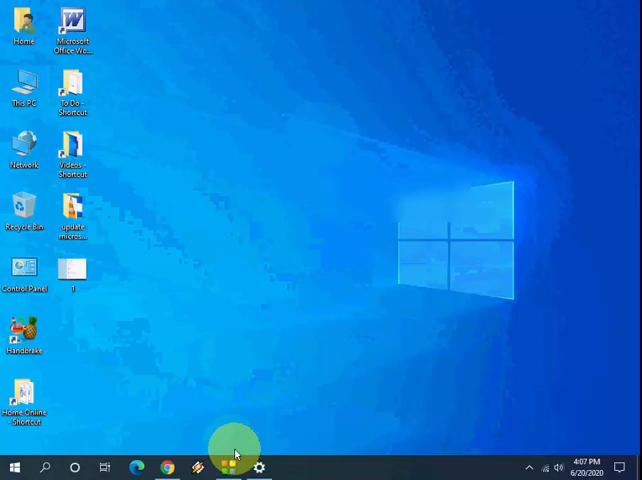 Home
Microsoft
Office Wo...
This PC
To Do -
Shortcut
Network
Videos -
Shortcut
Recycle Bin
update
micros...
Control Panel
1
Handbrake
Home Online
- Shortcut
4:07 PM
6/20/2020